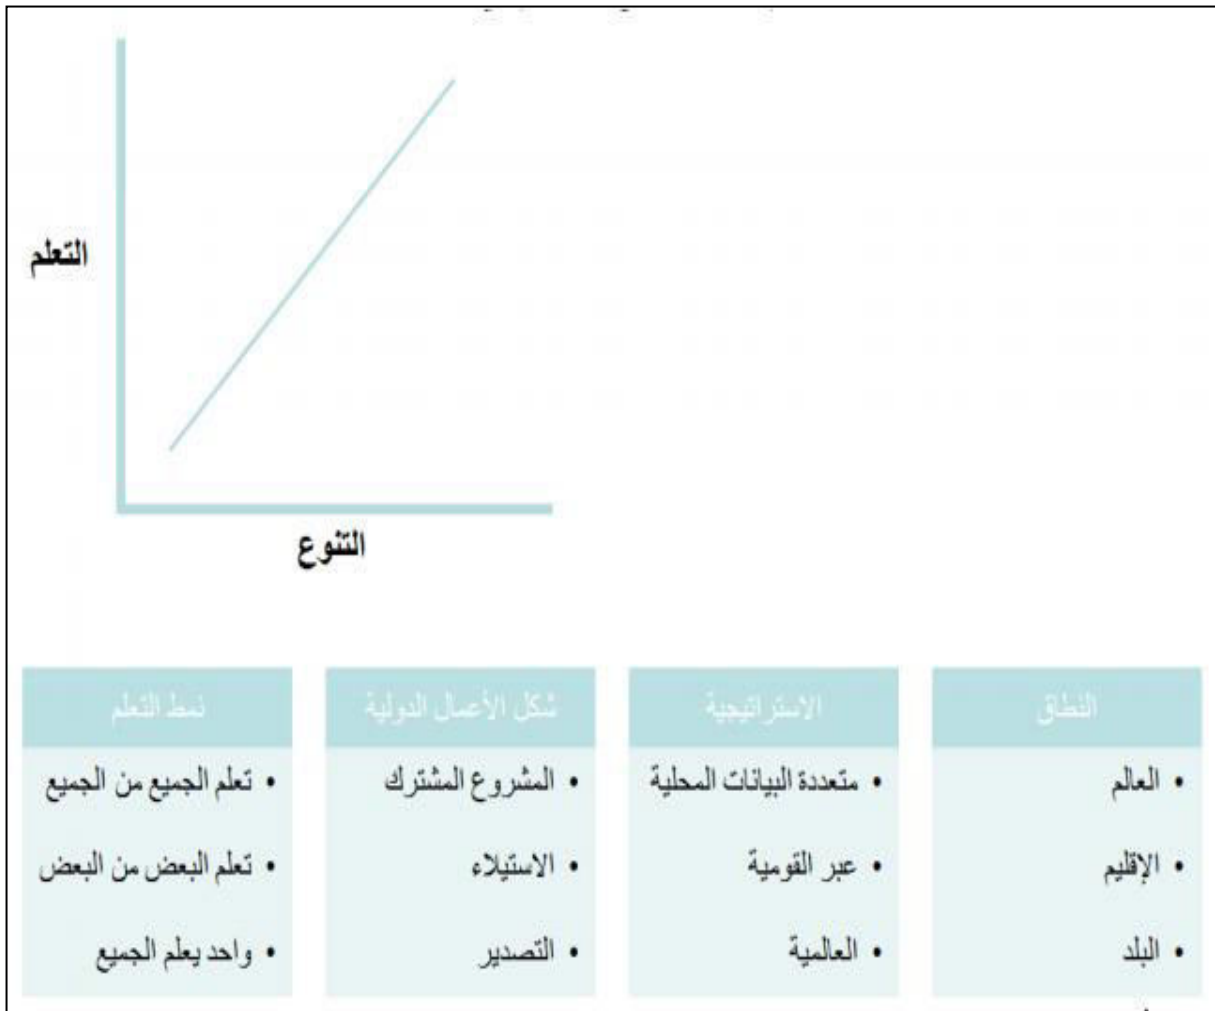 التعلم
التنوع
النطاق
• العالم
• الإقليم
• البلد
الاستراتيجية
• متعددة البيانات المحلية
• عبر القومية
• العالمية
شكل الأعمال الدولية
• المشروع المشترك
• الاستيلاء
• التصدير
نمط التعلم
• تعلم الجميع من الجميع
• تعلم البعض من البعض
• واحد يعلم الجميع